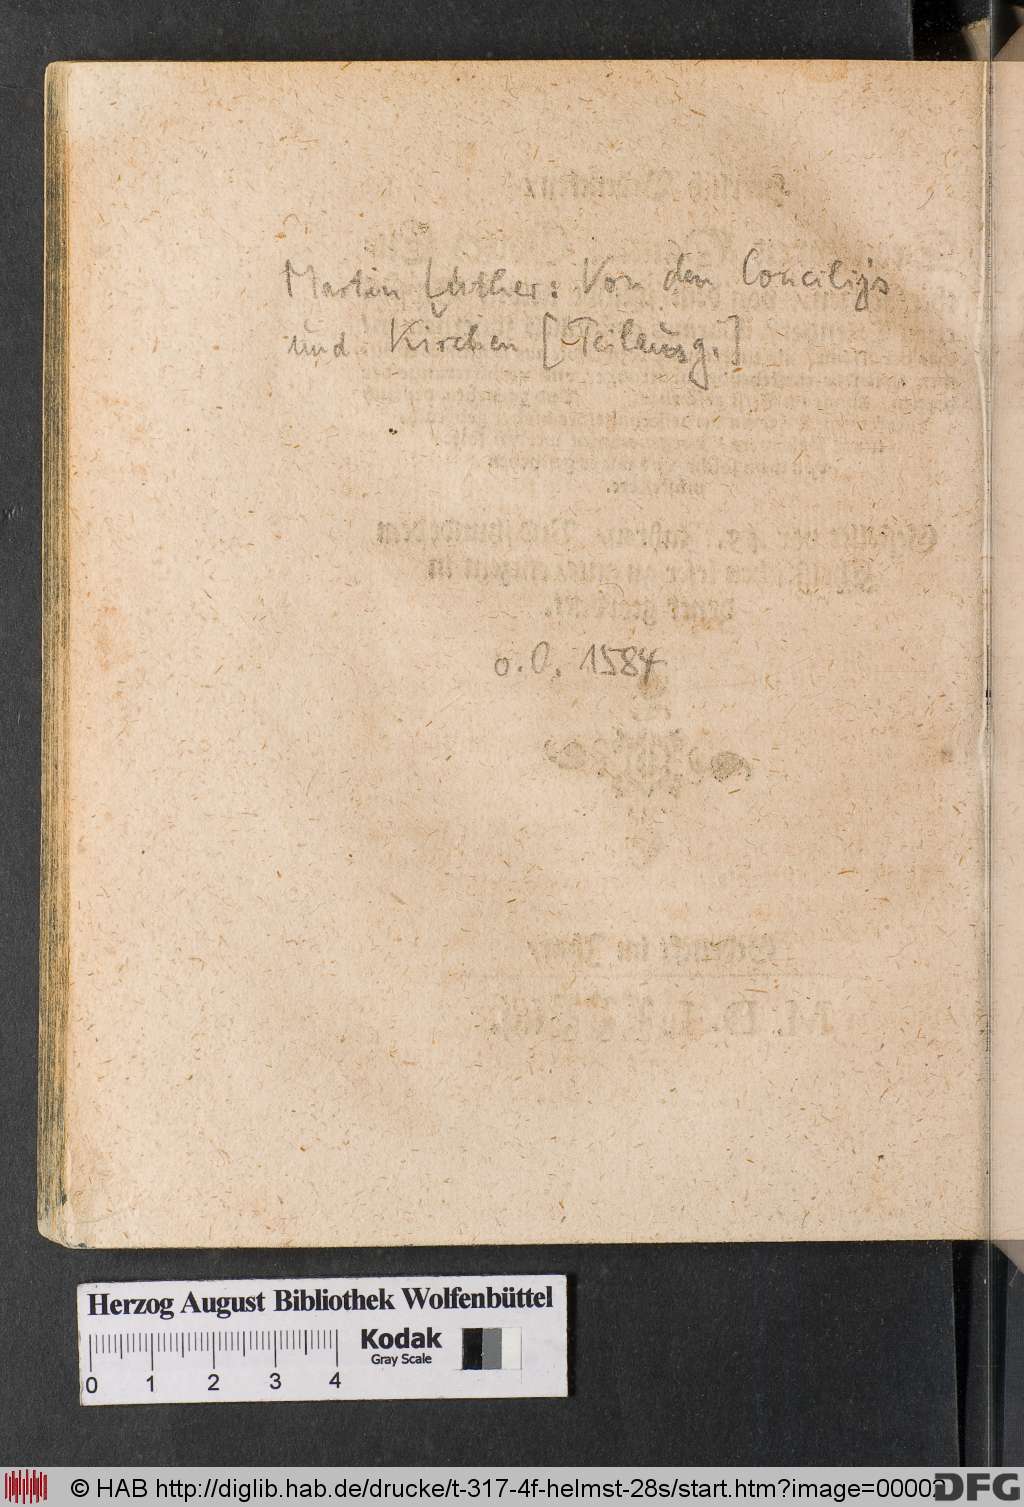 Martin Luther: Von den Concilijs
und Kirchen [Teilausg.]
o.O, 1584
Herzog August Bibliothek Wolfenbüttel
Kodak
Gray Scale
0 1 2 3 4
© HAB http://diglib.hab.de/drucke/t-317-4f-helmst-28s/start.htm?image=00002
DFG